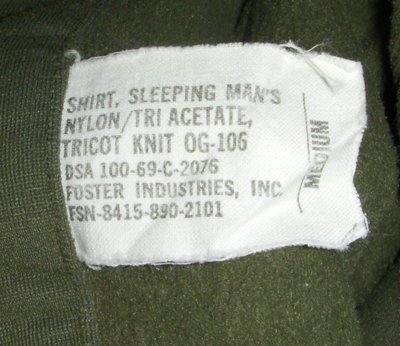 SHIRT, SLEEPING MAN'S
NYLON/TRI ACETATE,
TRICOT KNIT OG-106
DSA 100-69-C-2076
FOSTER INDUSTRIES, INC.
FSN-8415-890-2101
MEDIUM